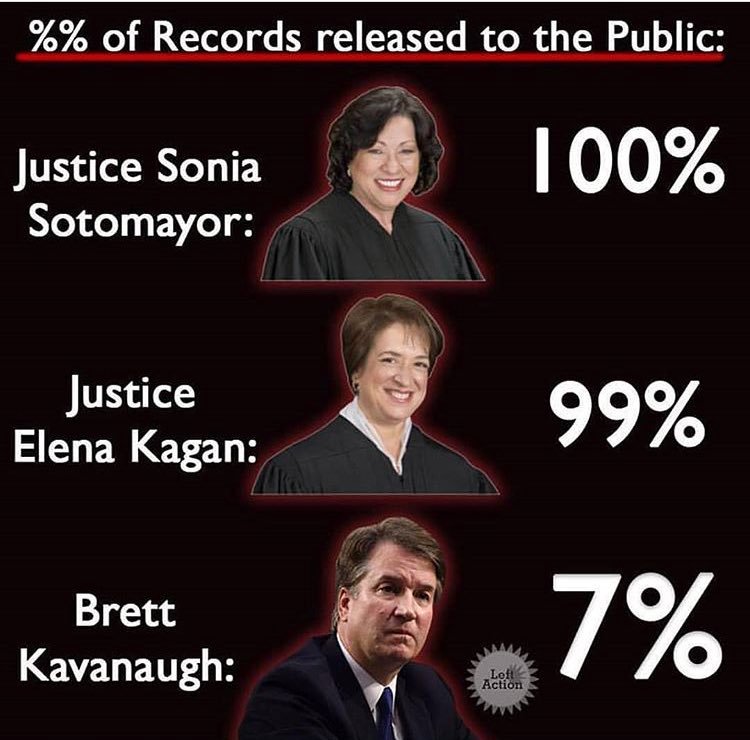 %% of Records released to the Public:
Justice Sonia
Sotomayor:
100%
Justice
Elena Kagan:
99%
Brett
Kavanaugh:
7%
Left
Action